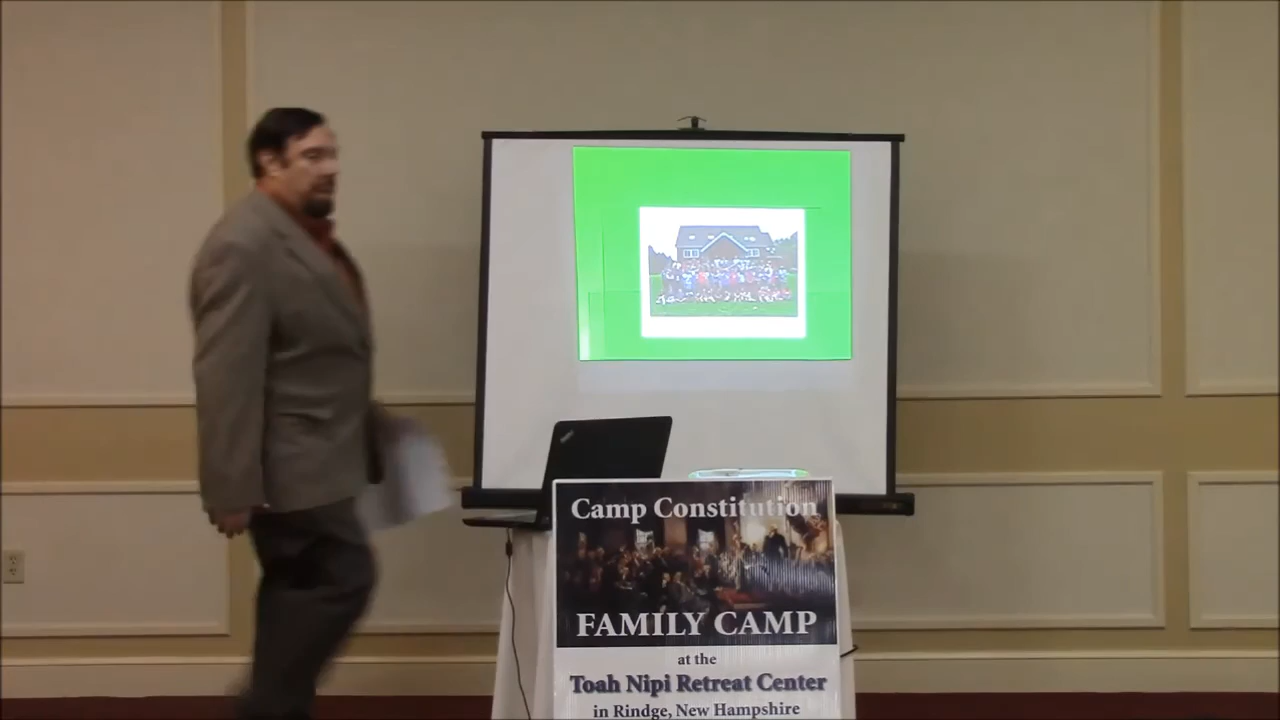 Camp Constitution
FAMILY CAMP
at the
Toah Nipi Retreat Center
in Rindge, New Hampshire